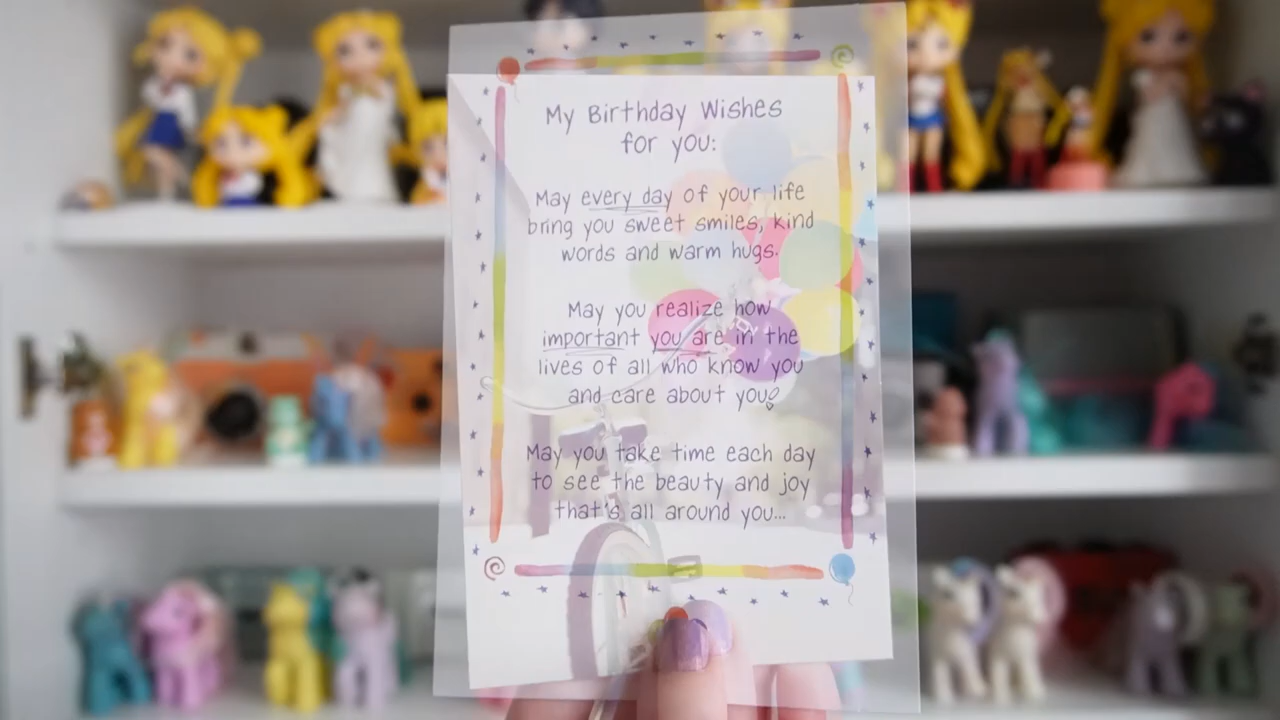 My Birthday Wishes
for you:
May every day of your life
bring you sweet smiles, kind
words and warm hugs.
May you realize how
important you are in the
lives of all who know you
and care about you
May you take time each day
to see the beauty and joy
that's all around you...